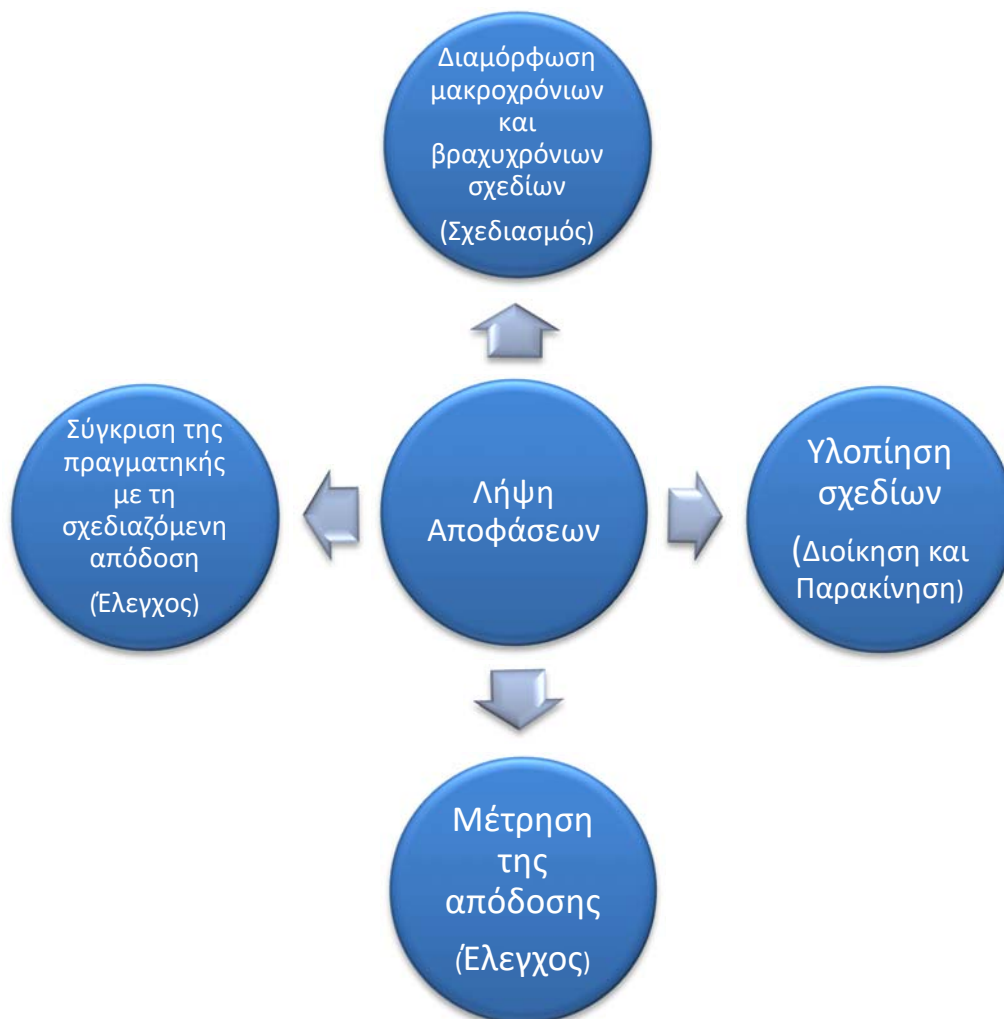 Διαμόρφωση
μακροχρόνιων
και
βραχυχρόνιων
σχεδίων
(Σχεδιασμός)
Σύγκριση της
πραγματηκής
με τη
σχεδιαζόμενη
απόδοση
(Έλεγχος)
Λήψη
Αποφάσεων
Υλοπίηση
σχεδίων
(Διοίκηση και
Παρακίνηση)
Μέτρηση
της
απόδοσης
(Έλεγχος)